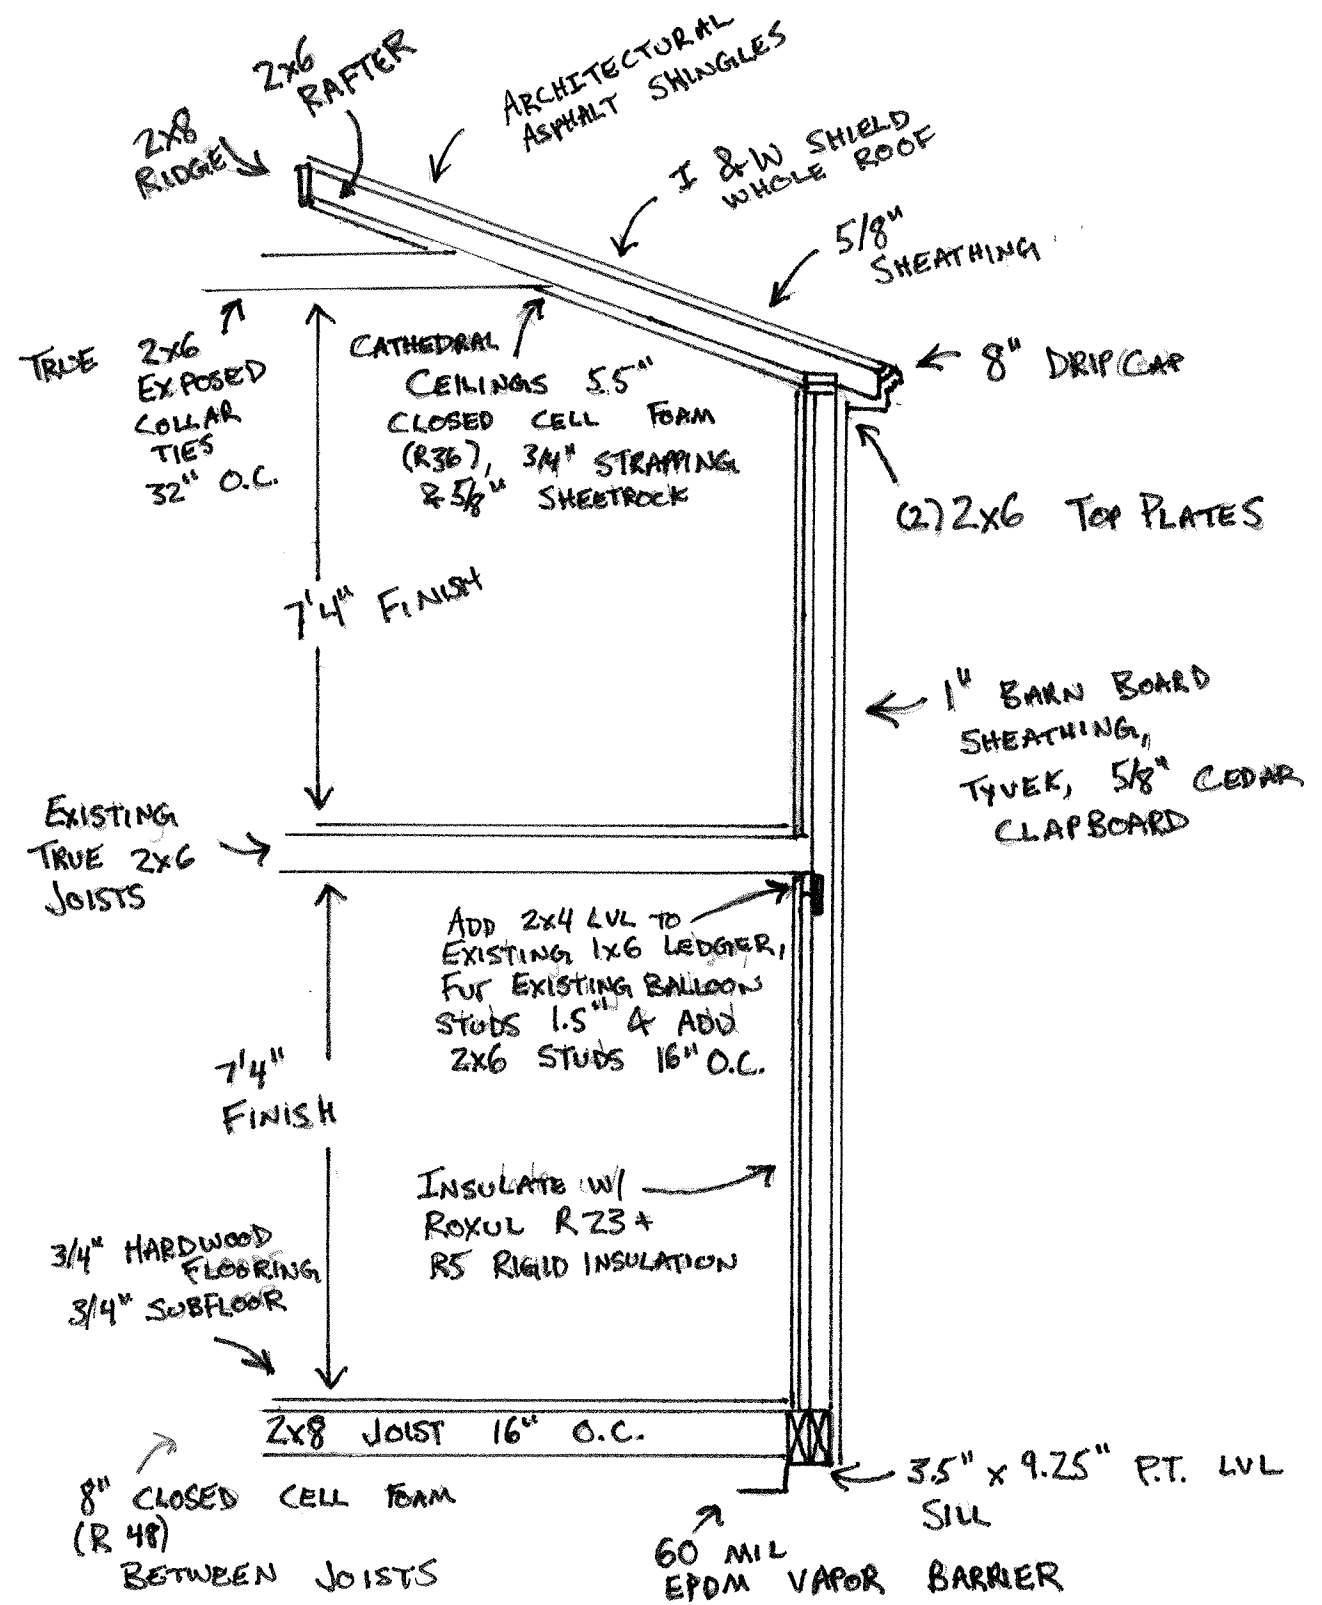 2x6
RAFTER
ARCHITECTURAL
ASPHALT SHINGLES
2x8
RIDGE
I & W SHIELD
WHOLE ROOF
5/8"
SHEATHING
8" DRIP CAP
TRUE 2x6
EXPOSED
COLLAR
TIES
32" O.C.
CATHEDRAL
CEILINGS 5.5"
CLOSED CELL FOAM
(R36), 3/4" STRAPPING
& 5/8" SHEETROCK
(2) 2x6 TOP PLATES
7'4" FINISH
1" BARN BOARD
SHEATHING,
TYVEK, 5/8" CEDAR
CLAPBOARD
EXISTING
TRUE 2x6
JOISTS
ADD 2x4 LVL TO
EXISTING 1x6 LEDGER,
FUR EXISTING BALLOON
STUDS 1.5" & ADD
2x6 STUDS 16" O.C.
7'4"
FINISH
INSULATE W/
ROXUL R23 +
R5 RIGID INSULATION
3/4" HARDWOOD
FLOORING
3/4" SUBFLOOR
2x8 JOIST 16" O.C.
8" CLOSED CELL FOAM
(R 48)
BETWEEN JOISTS
3.5" x 9.25" P.T. LVL
SILL
60 MIL
EPDM VAPOR BARRIER